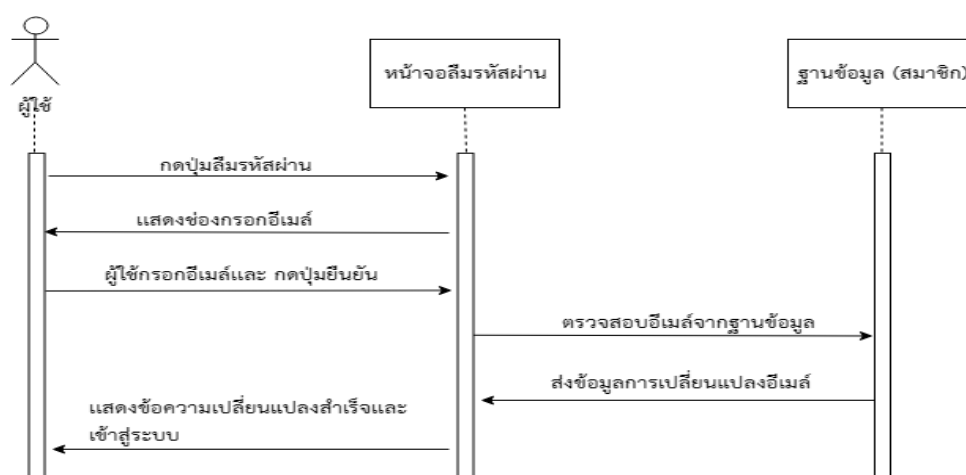 หน้าจอลืมรหัสผ่าน
ฐานข้อมูล (สมาชิก)
ผู้ใช้
กดปุ่มลืมรหัสผ่าน
แสดงช่องกรอกอีเมล์
ผู้ใช้กรอกอีเมล์และ กดปุ่มยืนยัน
ตรวจสอบอีเมล์จากฐานข้อมูล
ส่งข้อมูลการเปลี่ยนแปลงอีเมล์
แสดงข้อความเปลี่ยนแปลงสำเร็จและ
เข้าสู่ระบบ